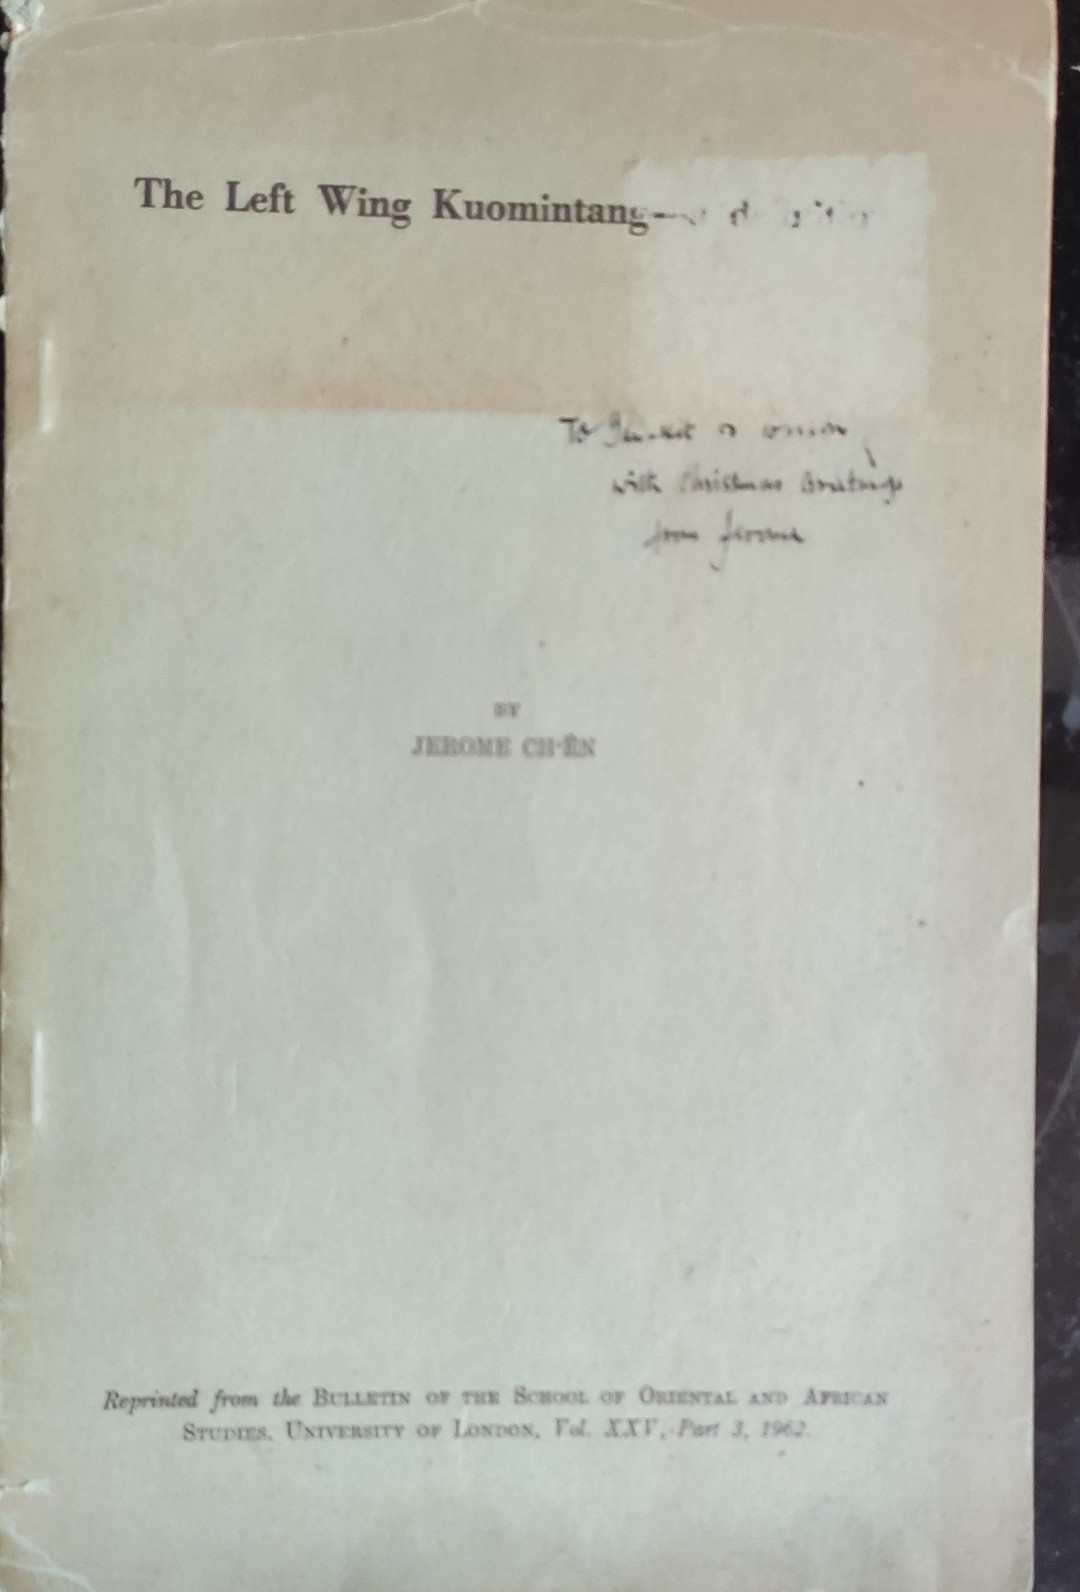 The Left Wing Kuomintang—
To
with Christmas Greetings
from Jerome
BY
JEROME CH'ÊN
Reprinted from the BULLETIN OF THE SCHOOL OF ORIENTAL AND AFRICAN
STUDIES, UNIVERSITY OF LONDON, Vol. XXV, Part 3, 1962.